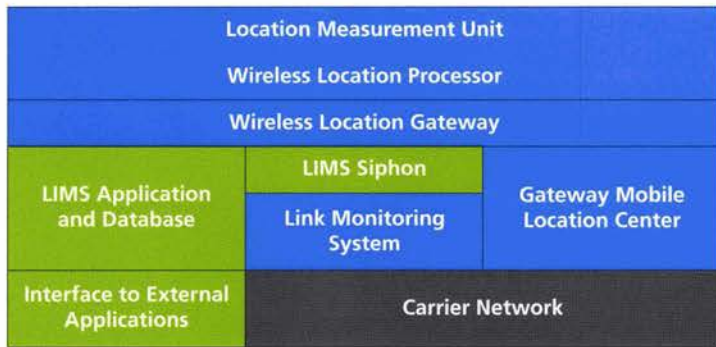 Location Measurement Unit
Wireless Location Processor
Wireless Location Gateway
LIMS Application
and Database
LIMS Siphon
Link Monitoring
System
Gateway Mobile
Location Center
Interface to External
Applications
Carrier Network